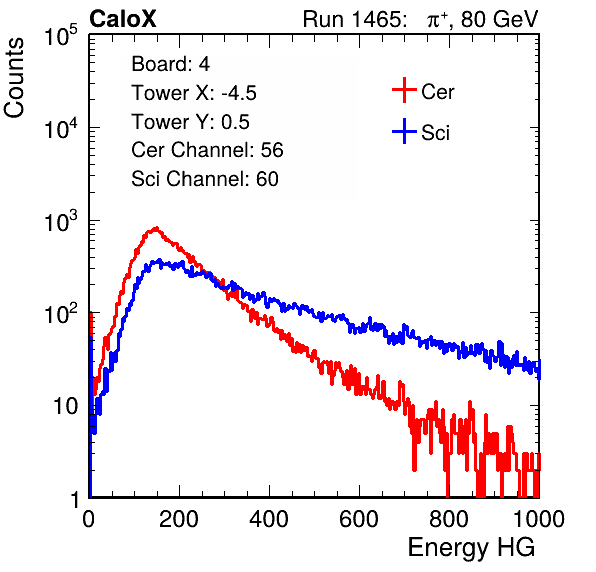 CaloX Run 1465: π⁺, 80 GeV
Counts
Board: 4
Tower X: -4.5
Tower Y: 0.5
Cer Channel: 56
Sci Channel: 60
Cer
Sci
10⁵
10⁴
10³
10²
10
1
0 200 400 600 800 1000
Energy HG